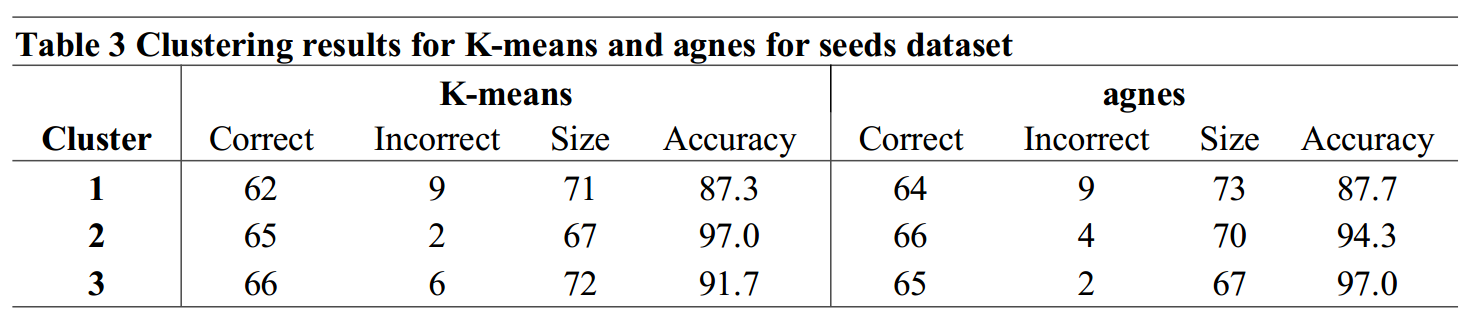 Table 3 Clustering results for K-means and agnes for seeds dataset
K-means agnes
Cluster Correct Incorrect Size Accuracy Correct Incorrect Size Accuracy
1 62 9 71 87.3 64 9 73 87.7
2 65 2 67 97.0 66 4 70 94.3
3 66 6 72 91.7 65 2 67 97.0